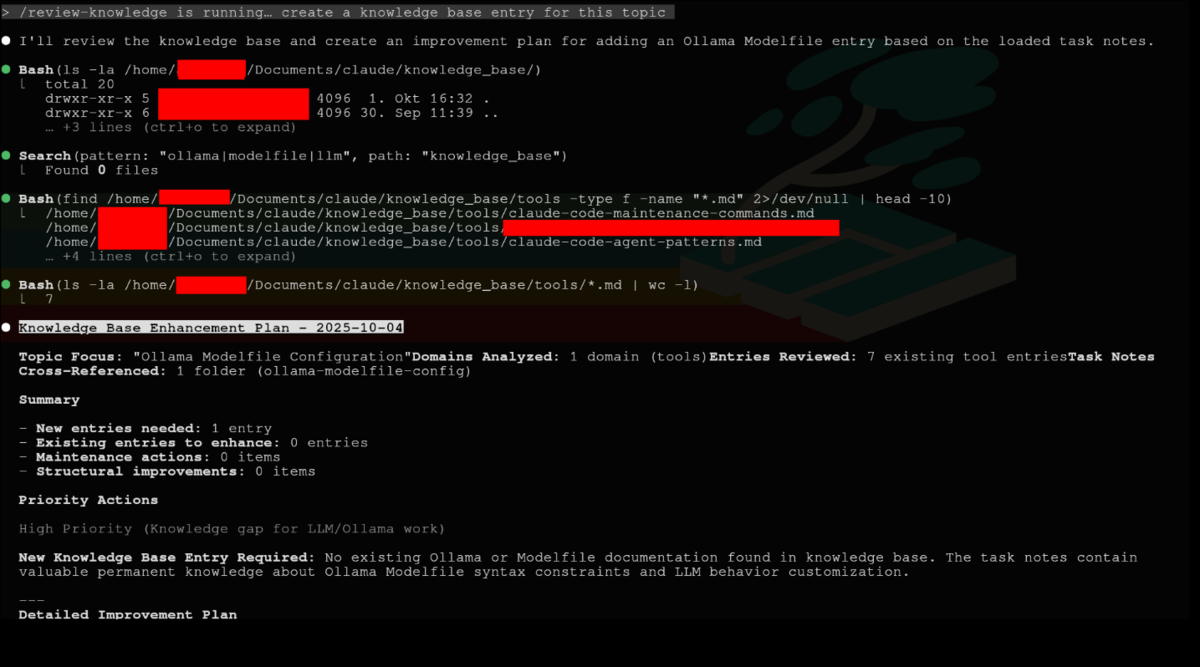 > /review-knowledge is running… create a knowledge base entry for this topic
● I'll review the knowledge base and create an improvement plan for adding an Ollama Modelfile entry based on the loaded task notes.
● Bash(ls -la /home/ /Documents/claude/knowledge_base/)
⎿ total 20
drwxr-xr-x 5 4096 1. Okt 16:32 .
drwxr-xr-x 6 4096 30. Sep 11:39 ..
… +3 lines (ctrl+o to expand)
● Search(pattern: "ollama|modelfile|llm", path: "knowledge_base")
⎿ Found 0 files
● Bash(find /home/ /Documents/claude/knowledge_base/tools -type f -name "*.md" 2>/dev/null | head -10)
⎿ /home/ /Documents/claude/knowledge_base/tools/claude-code-maintenance-commands.md
/home/ /Documents/claude/knowledge_base/tools/
/home/ /Documents/claude/knowledge_base/tools/claude-code-agent-patterns.md
… +4 lines (ctrl+o to expand)
● Bash(ls -la /home/ /Documents/claude/knowledge_base/tools/*.md | wc -l)
⎿ 7
● Knowledge Base Enhancement Plan - 2025-10-04
Topic Focus: "Ollama Modelfile Configuration"Domains Analyzed: 1 domain (tools)Entries Reviewed: 7 existing tool entriesTask Notes
Cross-Referenced: 1 folder (ollama-modelfile-config)
Summary
- New entries needed: 1 entry
- Existing entries to enhance: 0 entries
- Maintenance actions: 0 items
- Structural improvements: 0 items
Priority Actions
High Priority (Knowledge gap for LLM/Ollama work)
New Knowledge Base Entry Required: No existing Ollama or Modelfile documentation found in knowledge base. The task notes contain
valuable permanent knowledge about Ollama Modelfile syntax constraints and LLM behavior customization.
---
Detailed Improvement Plan